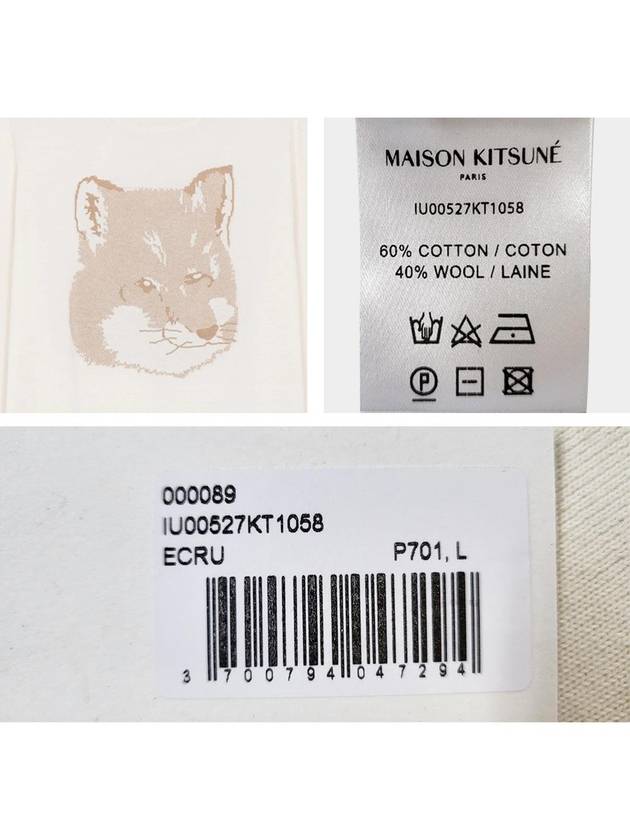 MAISON KITSUNÉ
PARIS
IU00527KT1058
60% COTTON / COTON
40% WOOL / LAINE
P
000089
IU00527KT1058
ECRU P701, L
3 700794 047294